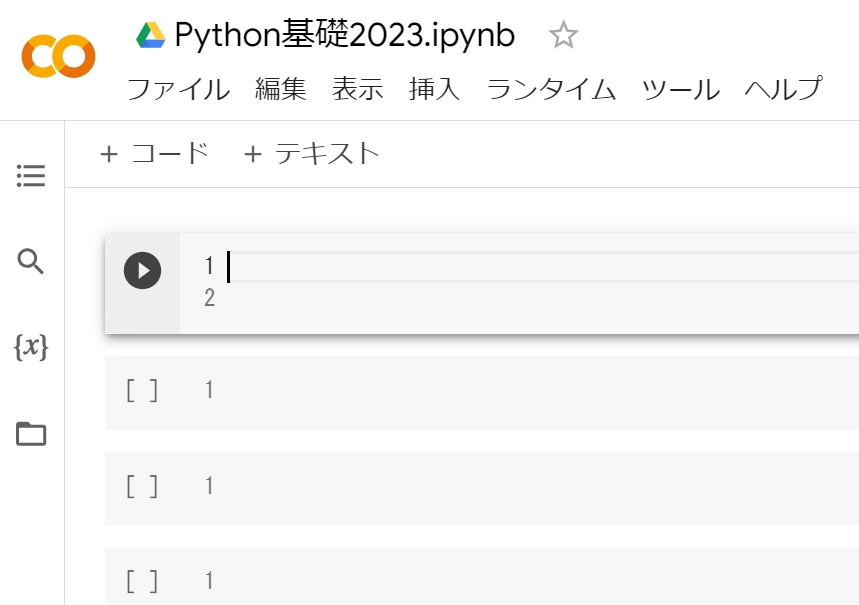 Python基礎2023.ipynb
ファイル 編集 表示 挿入 ランタイム ツール ヘルプ
+ コード + テキスト
{x}
1
2
[ ] 1
[ ] 1
[ ] 1